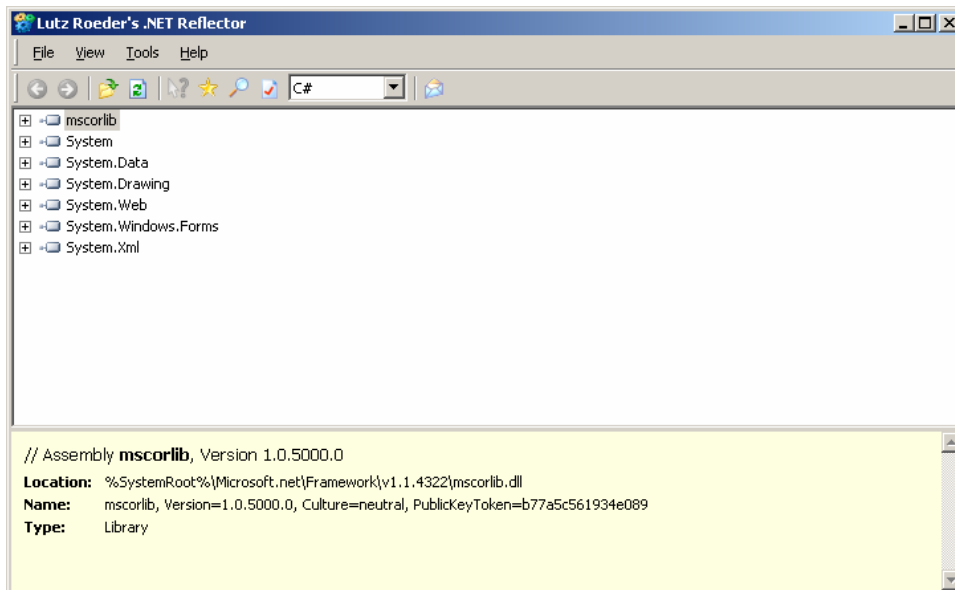 Lutz Roeder's .NET Reflector
File View Tools Help
C#
mscorlib
System
System.Data
System.Drawing
System.Web
System.Windows.Forms
System.Xml
// Assembly mscorlib, Version 1.0.5000.0
Location: %SystemRoot%\Microsoft.net\Framework\v1.1.4322\mscorlib.dll
Name: mscorlib, Version=1.0.5000.0, Culture=neutral, PublicKeyToken=b77a5c561934e089
Type: Library